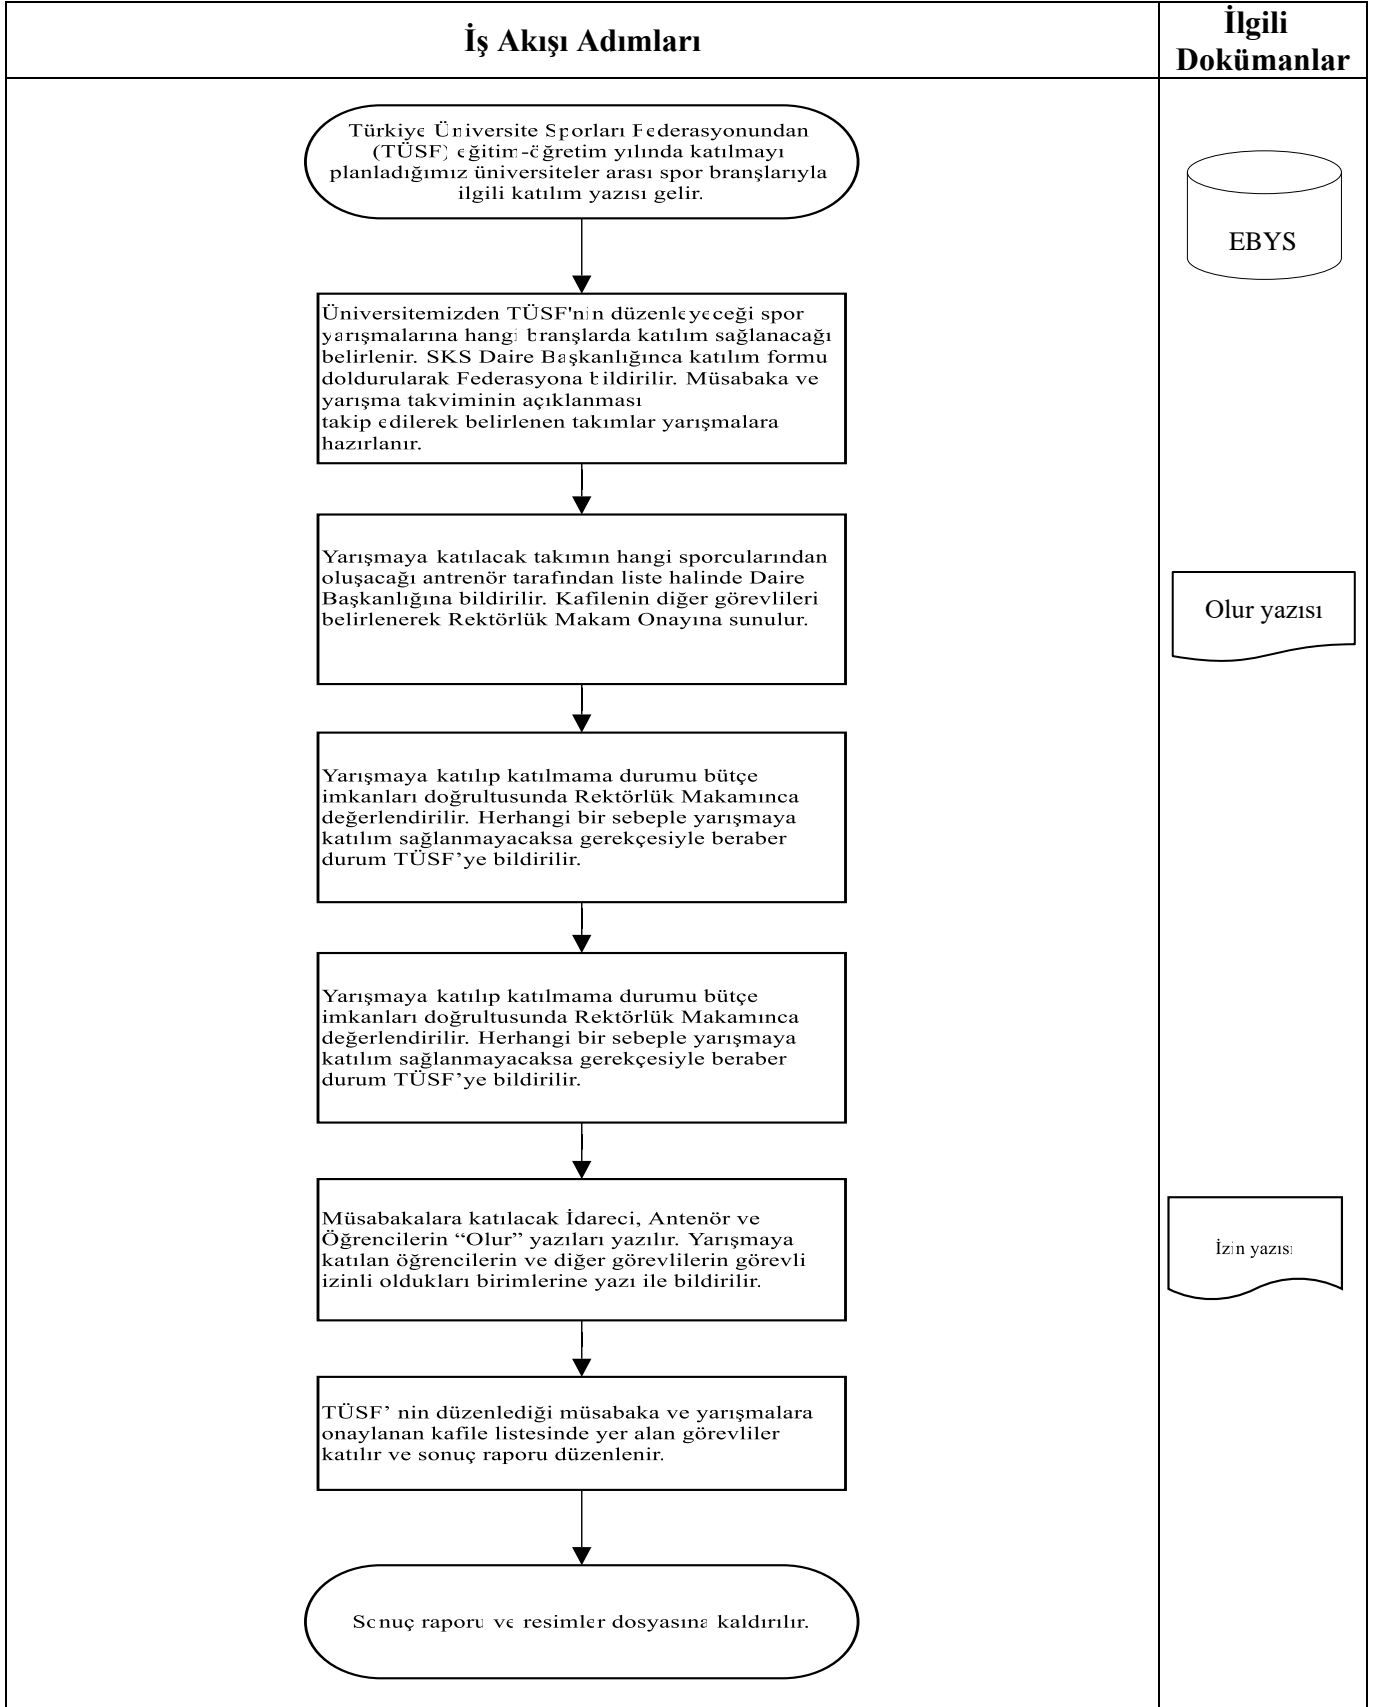 İş Akışı Adımları
İlgili
Dokümanlar
Türkiye Üniversite Sporları Federasyonundan
(TÜSF) eğitim-öğretim yılında katılmayı
planladığımız üniversiteler arası spor branşlarıyla
ilgili katılım yazısı gelir.
EBYS
Üniversitemizden TÜSF'nin düzenleyeceği spor
yarışmalarına hangi branşlarda katılım sağlanacağı
belirlenir. SKS Daire Başkanlığınca katılım formu
doldurularak Federasyona bildirilir. Müsabaka ve
yarışma takviminin açıklanması
takip edilerek belirlenen takımlar yarışmalara
hazırlanır.
Yarışmaya katılacak takımın hangi sporcularından
oluşacağı antrenör tarafından liste halinde Daire
Başkanlığına bildirilir. Kafilenin diğer görevlileri
belirlenerek Rektörlük Makam Onayına sunulur.
Olur yazısı
Yarışmaya katılıp katılmama durumu bütçe
imkanları doğrultusunda Rektörlük Makamınca
değerlendirilir. Herhangi bir sebeple yarışmaya
katılım sağlanmayacaksa gerekçesiyle beraber
durum TÜSF’ye bildirilir.
Yarışmaya katılıp katılmama durumu bütçe
imkanları doğrultusunda Rektörlük Makamınca
değerlendirilir. Herhangi bir sebeple yarışmaya
katılım sağlanmayacaksa gerekçesiyle beraber
durum TÜSF’ye bildirilir.
Müsabakalara katılacak İdareci, Antenör ve
Öğrencilerin “Olur” yazıları yazılır. Yarışmaya
katılan öğrencilerin ve diğer görevlilerin görevli
izinli oldukları birimlerine yazı ile bildirilir.
İzin yazısı
TÜSF’ nin düzenlediği müsabaka ve yarışmalara
onaylanan kafile listesinde yer alan görevliler
katılır ve sonuç raporu düzenlenir.
Sonuç raporu ve resimler dosyasına kaldırılır.